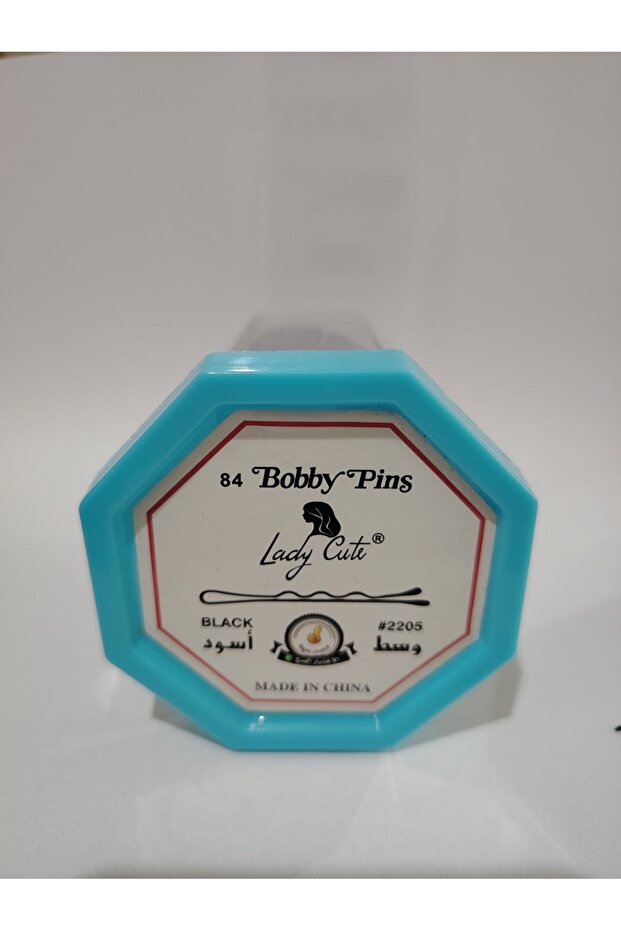 84 Bobby Pins
Lady Cute®
BLACK #2205
أسود وسط
MADE IN CHINA